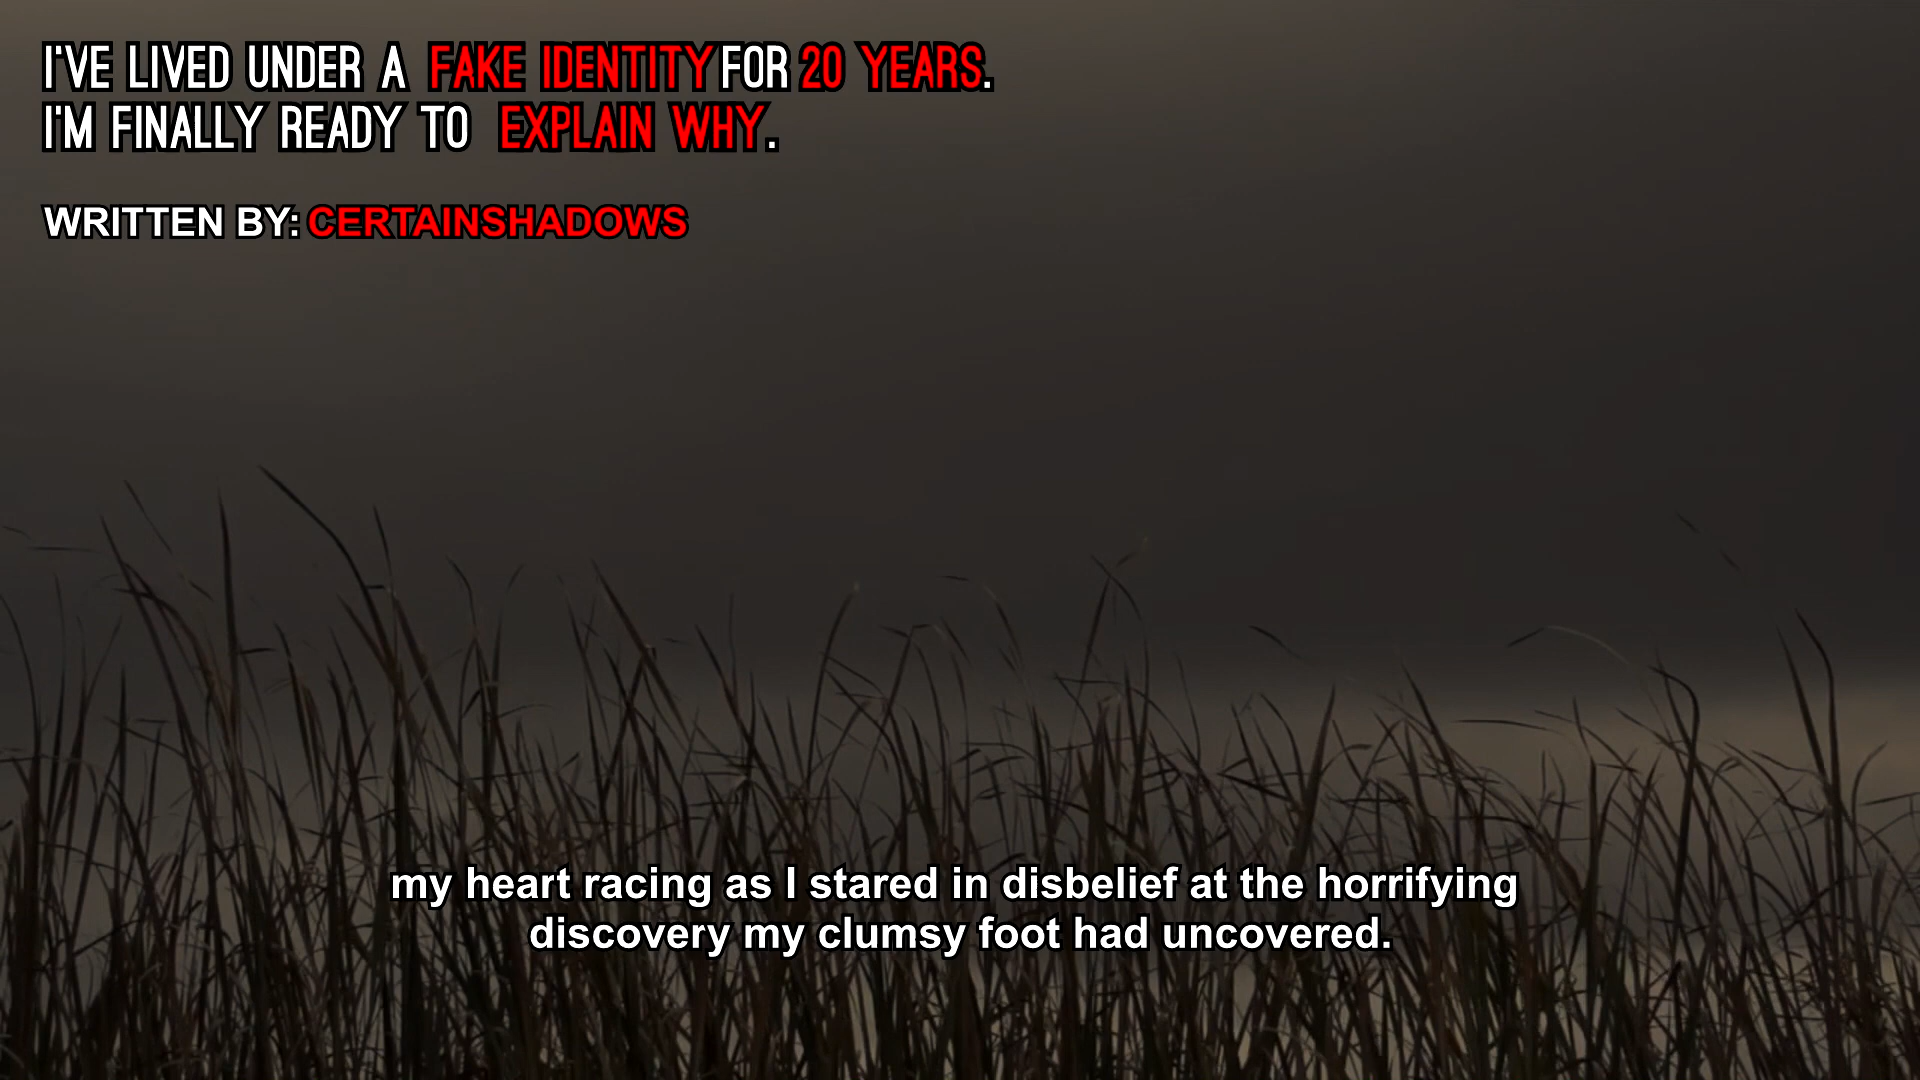 I'VE LIVED UNDER A FAKE IDENTITY FOR 20 YEARS.
I'M FINALLY READY TO EXPLAIN WHY.
WRITTEN BY: CERTAINSHADOWS
my heart racing as I stared in disbelief at the horrifying
discovery my clumsy foot had uncovered.